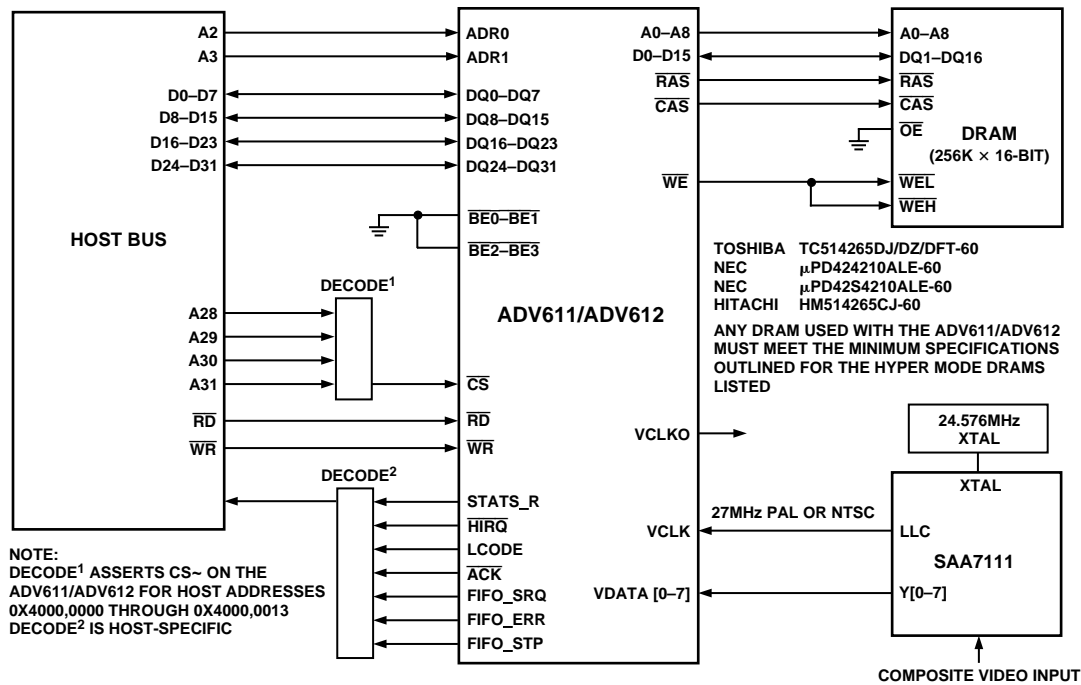 HOST BUS
A2
A3
D0–D7
D8–D15
D16–D23
D24–D31
A28
A29
A30
A31
RD
WR
DECODE1
DECODE2
ADV611/ADV612
ADR0
ADR1
DQ0–DQ7
DQ8–DQ15
DQ16–DQ23
DQ24–DQ31
BE0–BE1
BE2–BE3
CS
RD
WR
STATS_R
HIRQ
LCODE
ACK
FIFO_SRQ
FIFO_ERR
FIFO_STP
A0–A8
D0–D15
RAS
CAS
WE
VCLKO
VCLK
VDATA [0–7]
A0–A8
DQ1–DQ16
RAS
CAS
OE
DRAM
(256K × 16-BIT)
WEL
WEH
TOSHIBA TC514265DJ/DZ/DFT-60
NEC μPD424210ALE-60
NEC μPD42S4210ALE-60
HITACHI HM514265CJ-60
ANY DRAM USED WITH THE ADV611/ADV612
MUST MEET THE MINIMUM SPECIFICATIONS
OUTLINED FOR THE HYPER MODE DRAMS
LISTED
24.576MHz
XTAL
XTAL
27MHz PAL OR NTSC
LLC
SAA7111
Y[0–7]
COMPOSITE VIDEO INPUT
NOTE:
DECODE1 ASSERTS CS~ ON THE
ADV611/ADV612 FOR HOST ADDRESSES
0X4000,0000 THROUGH 0X4000,0013
DECODE2 IS HOST-SPECIFIC